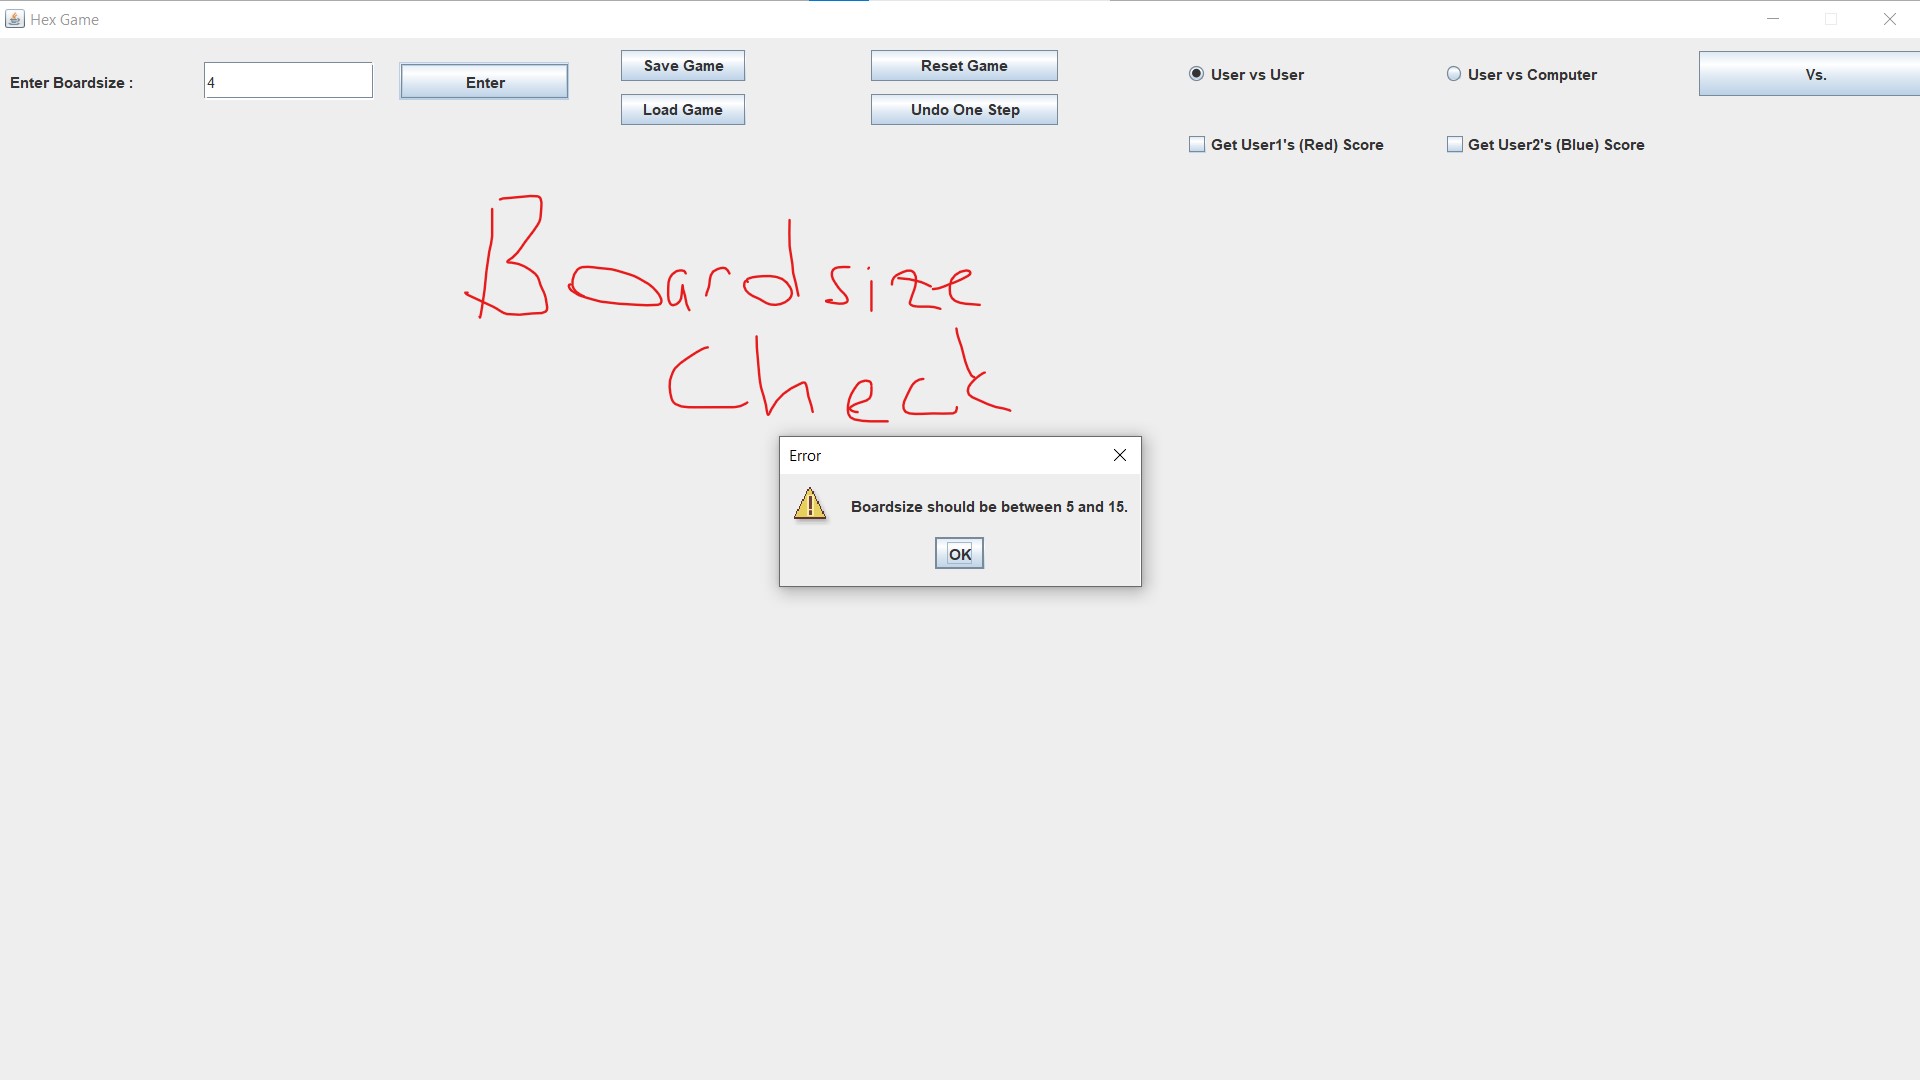 Hex Game
Enter Boardsize :
4
Enter
Save Game
Load Game
Reset Game
Undo One Step
User vs User
User vs Computer
Vs.
Get User1's (Red) Score
Get User2's (Blue) Score
Boardsize
Check
Error
Boardsize should be between 5 and 15.
OK